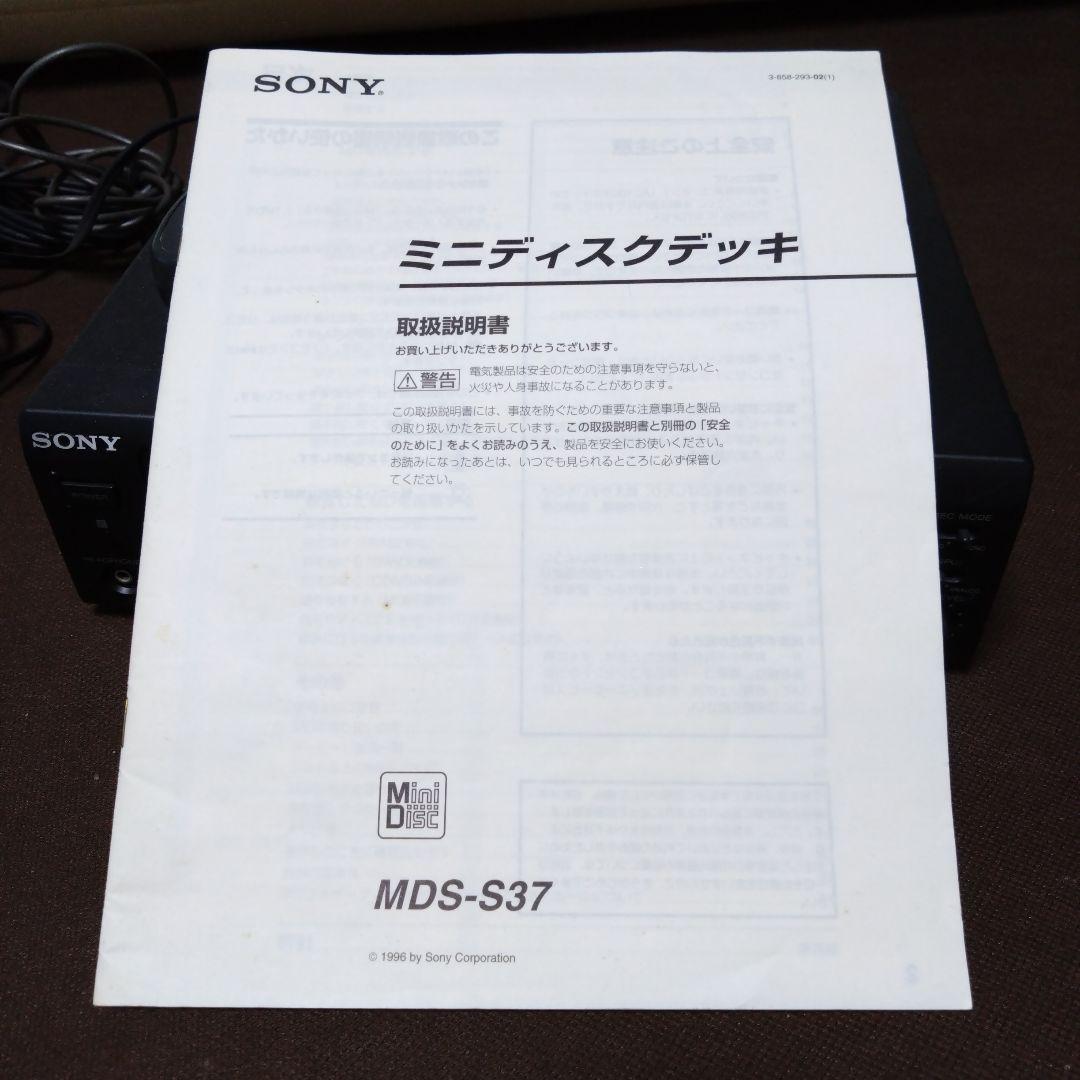 SONY®
3-858-293-02(1)
ミニディスクデッキ
取扱説明書
お買い上げいただきありがとうございます。
警告
電気製品は安全のための注意事項を守らないと、
火災や人身事故になることがあります。
この取扱説明書には、事故を防ぐための重要な注意事項と製品
の取り扱いかたを示しています。この取扱説明書と別冊の「安全
のために」をよくお読みのうえ、製品を安全にお使いください。
お読みになったあとは、いつでも見られるところに必ず保管し
てください。
SONY
POWER
REC MODE
Mini
Disc
MDS-S37
© 1996 by Sony Corporation